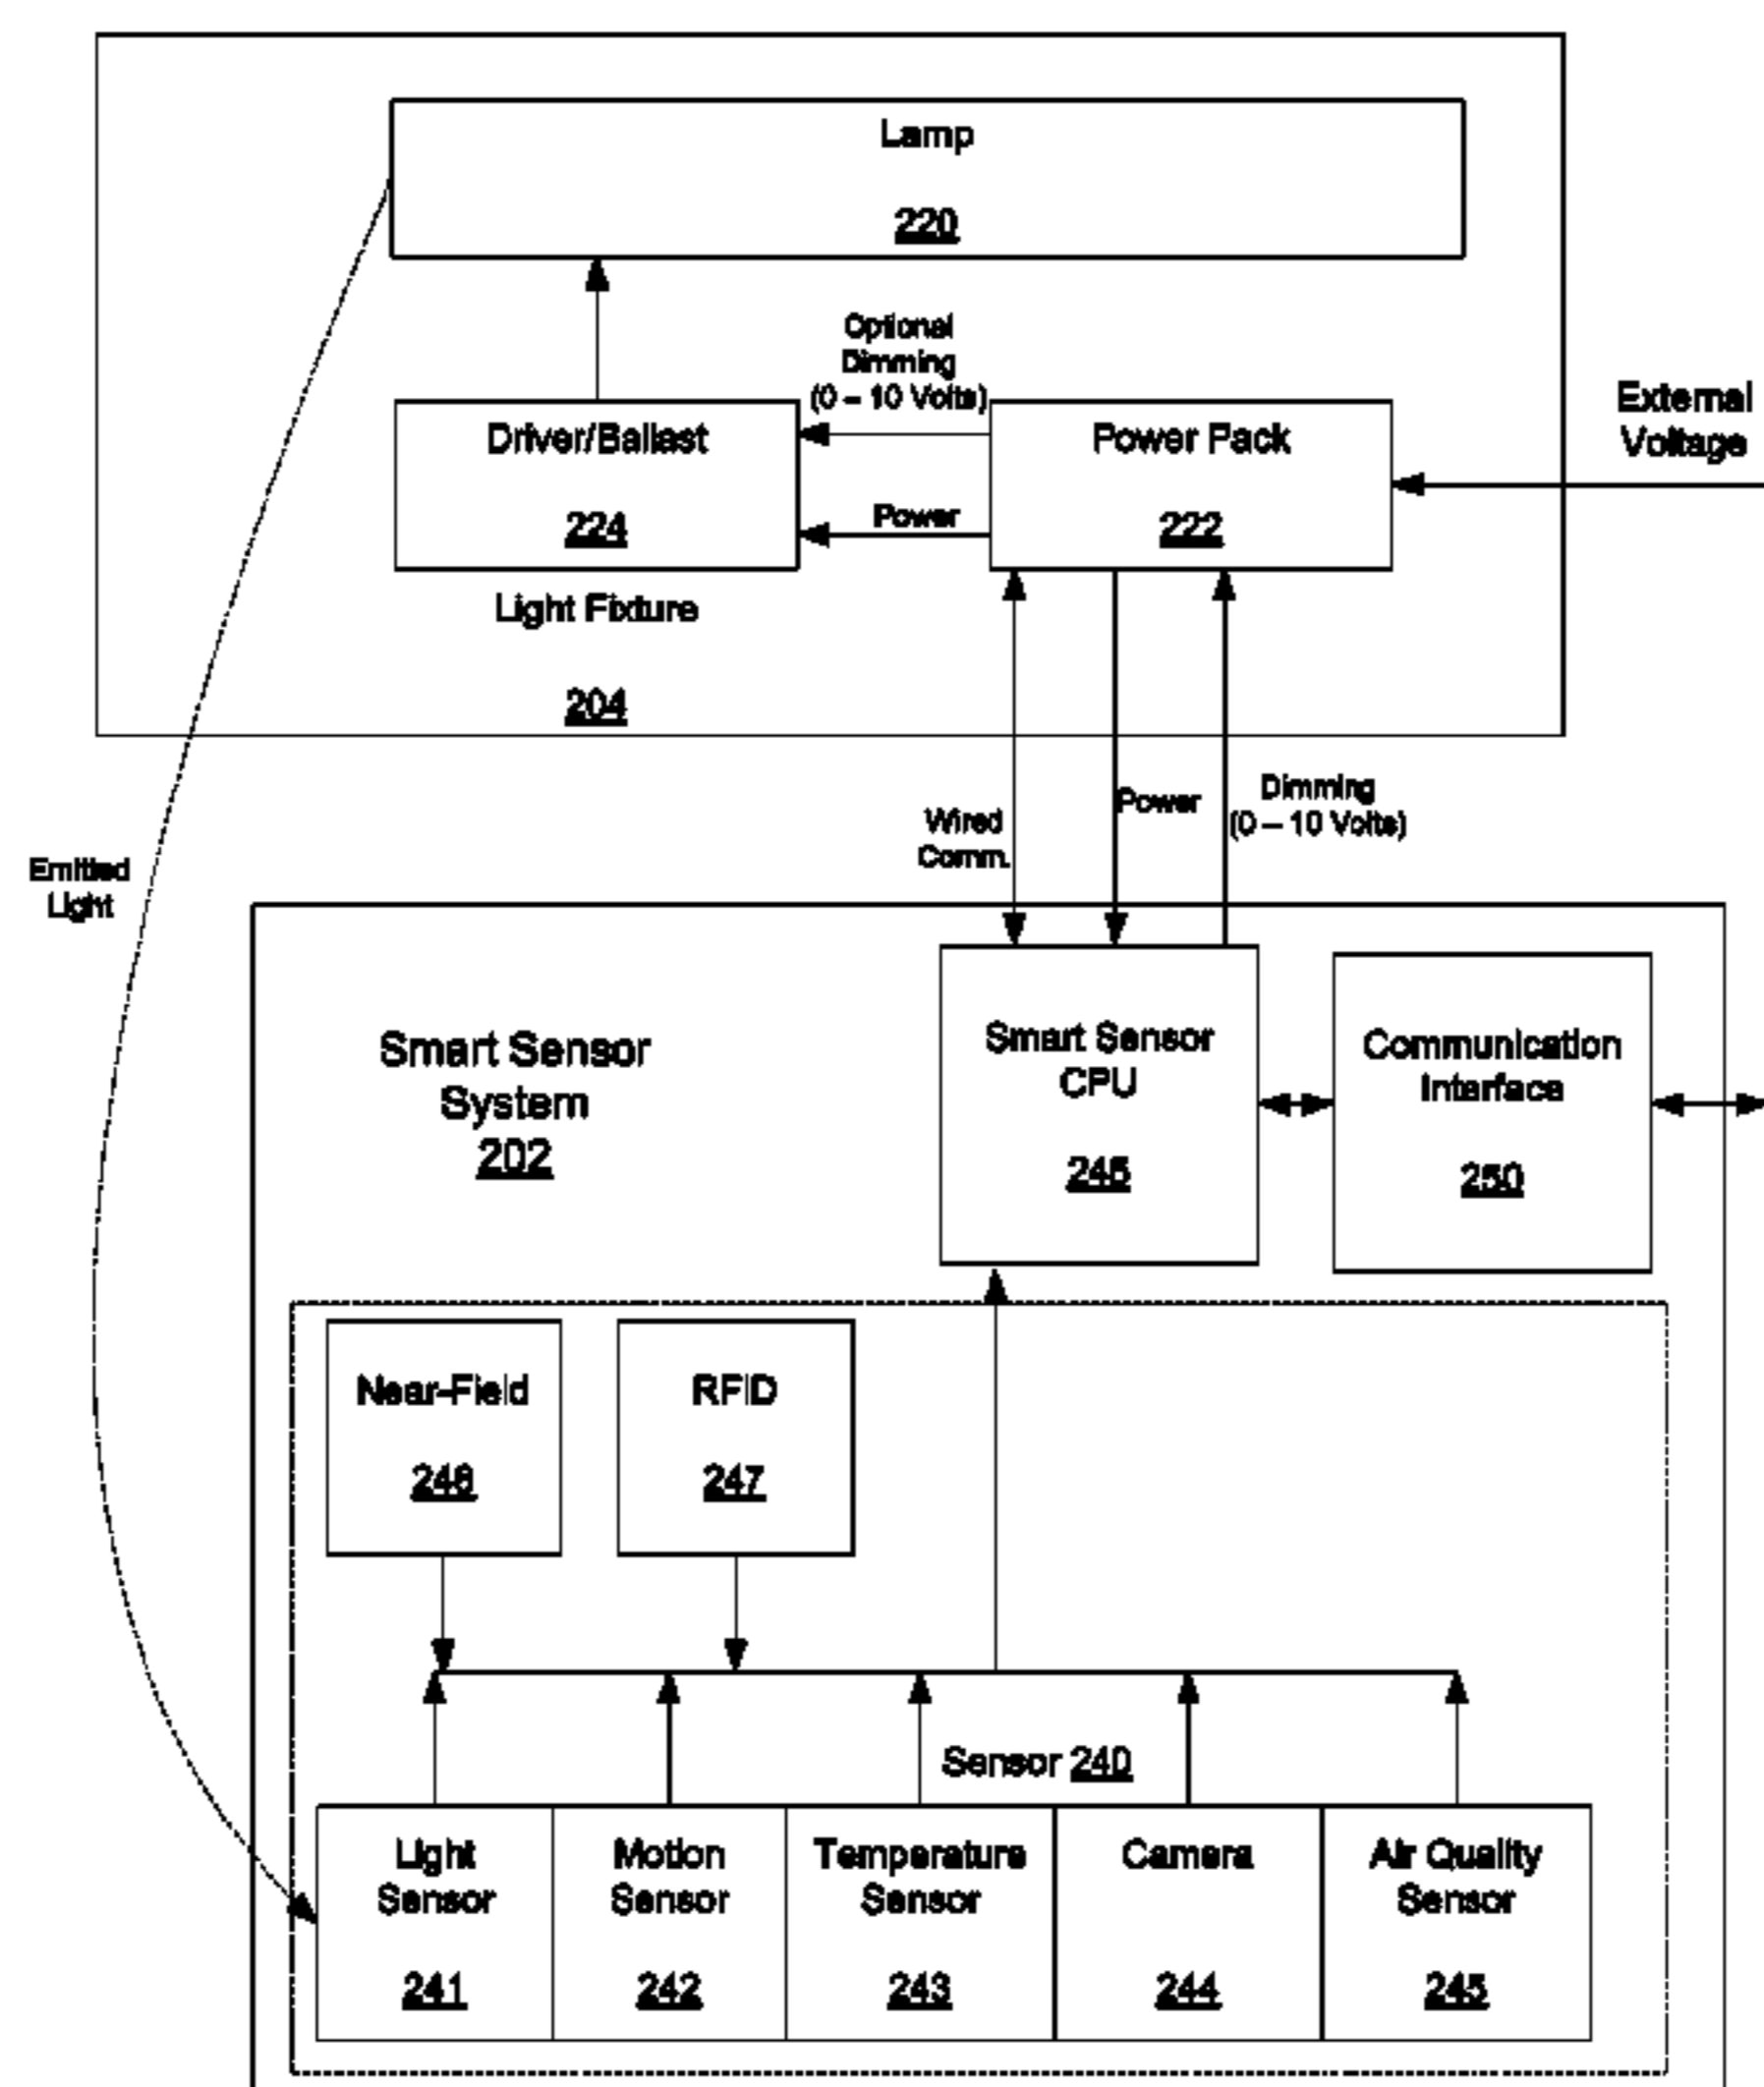 Lamp
220
Optional
Dimming
(0 – 10 Volts)
External
Voltage
Driver/Ballast
224
Power
Power Pack
222
Light Fixture
204
Wired
Comm.
Power
Dimming
(0 – 10 Volts)
Emitted
Light
Smart Sensor
System
202
Smart Sensor
CPU
245
Communication
Interface
250
Near-Field
246
RFID
247
Sensor 240
Light
Sensor
241
Motion
Sensor
242
Temperature
Sensor
243
Camera
244
Air Quality
Sensor
245